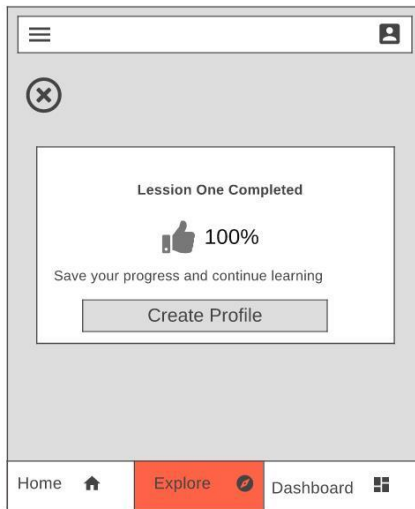 Lession One Completed
100%
Save your progress and continue learning
Create Profile
Home Explore Dashboard